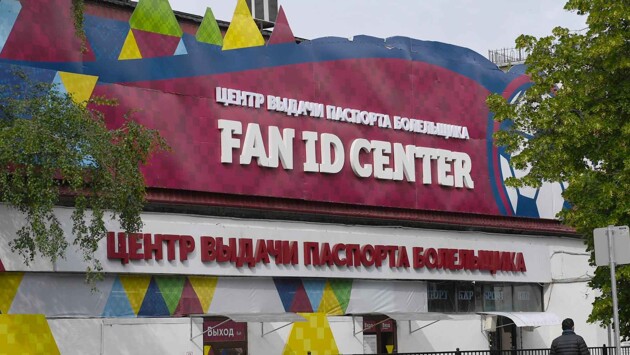 ЦЕНТР ВЫДАЧИ ПАСПОРТА БОЛЕЛЬЩИКА
FAN ID CENTER
ЦЕНТР ВЫДАЧИ ПАСПОРТА БОЛЕЛЬЩИКА
Выход